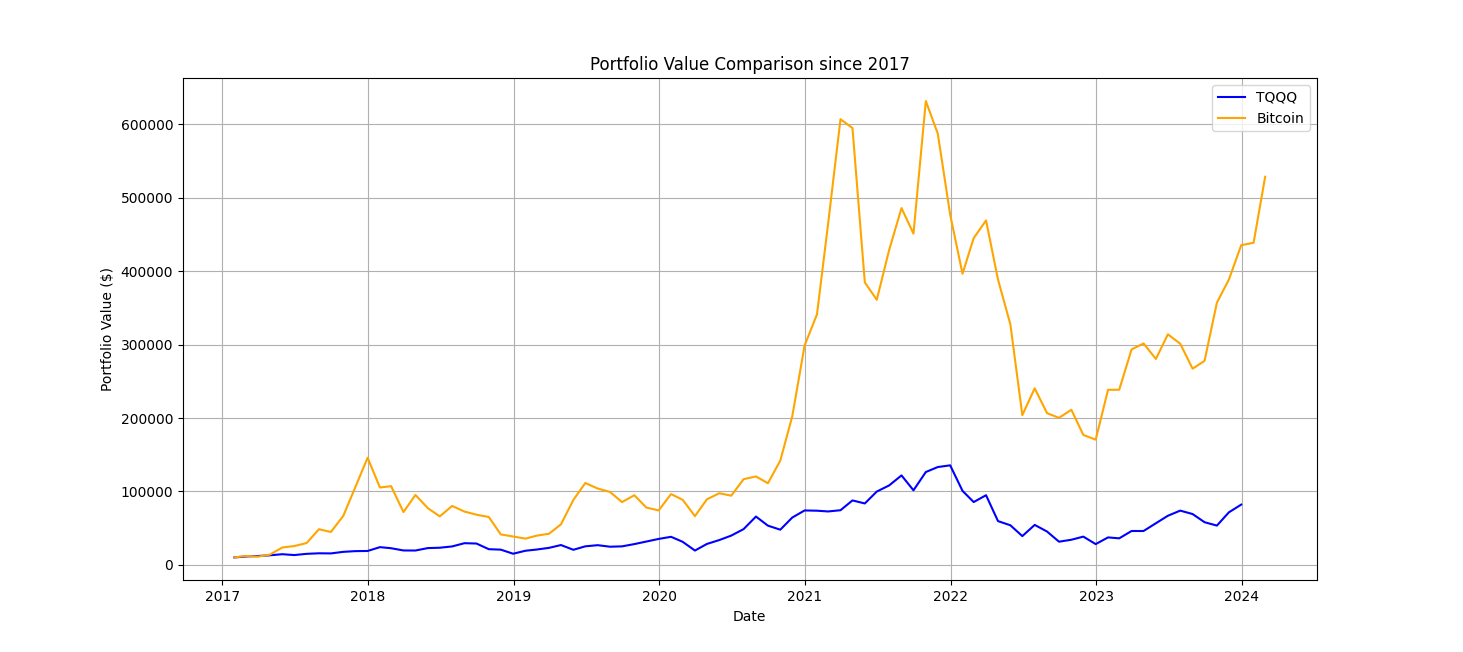 Portfolio Value Comparison since 2017
TQQQ
Bitcoin
Portfolio Value ($)
600000
500000
400000
300000
200000
100000
0
2017 2018 2019 2020 2021 2022 2023 2024
Date